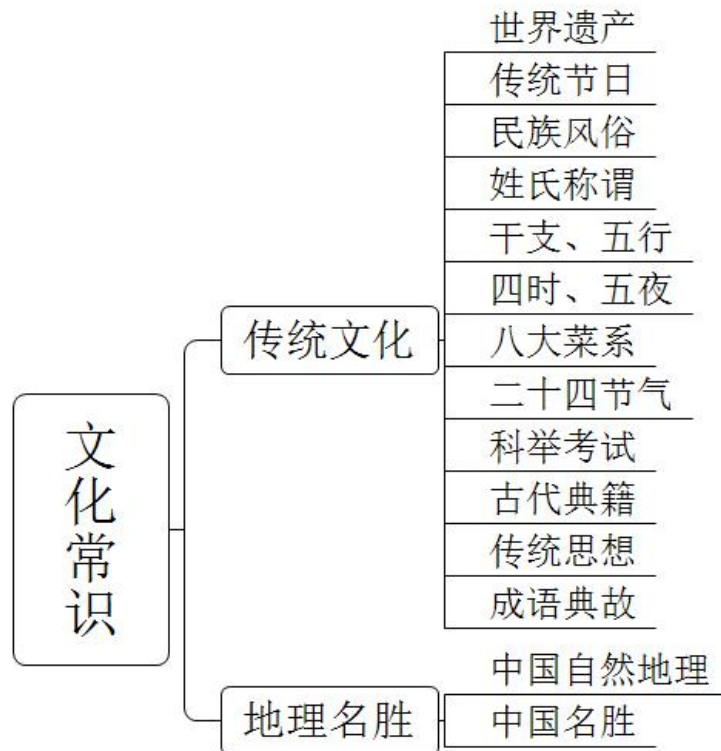 文化常识
传统文化
世界遗产
传统节日
民族风俗
姓氏称谓
干支、五行
四时、五夜
八大菜系
二十四节气
科举考试
古代典籍
传统思想
成语典故
地理名胜
中国自然地理
中国名胜